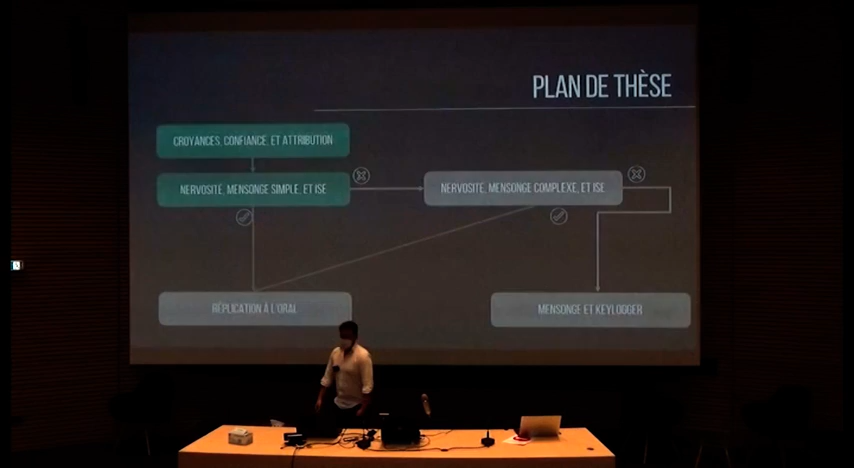 PLAN DE THÈSE
CROYANCES, CONFIANCE, ET ATTRIBUTION
NERVOSITÉ, MENSONGE SIMPLE, ET ISE
NERVOSITÉ, MENSONGE COMPLEXE, ET ISE
RÉPLICATION À L'ORAL
MENSONGE ET KEYLOGGER